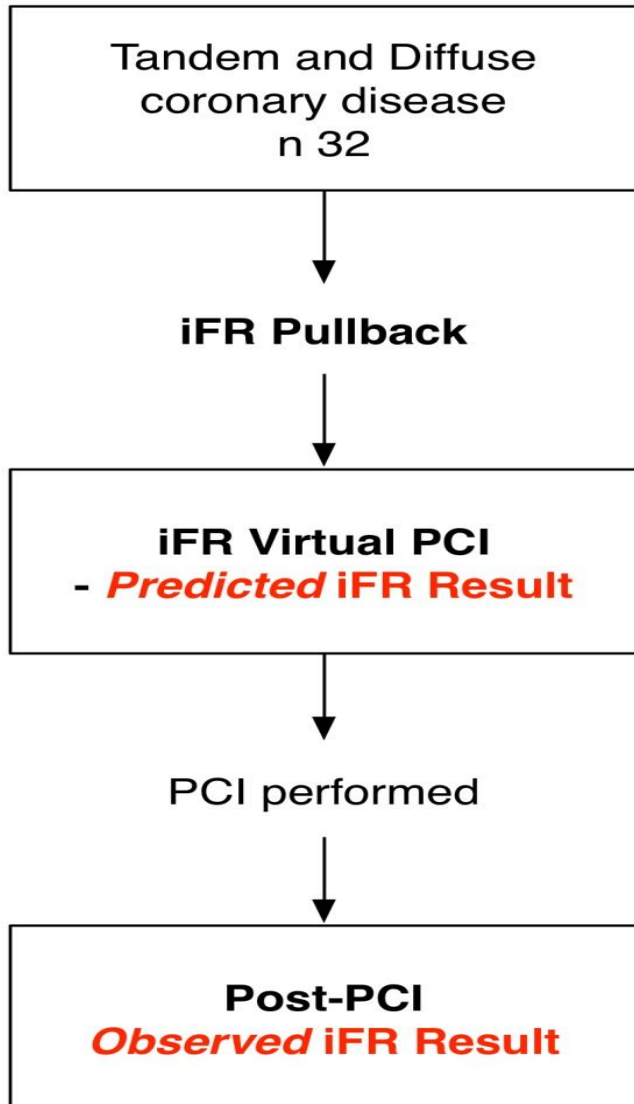 Tandem and Diffuse
coronary disease
n 32
iFR Pullback
iFR Virtual PCI
- Predicted iFR Result
PCI performed
Post-PCI
Observed iFR Result